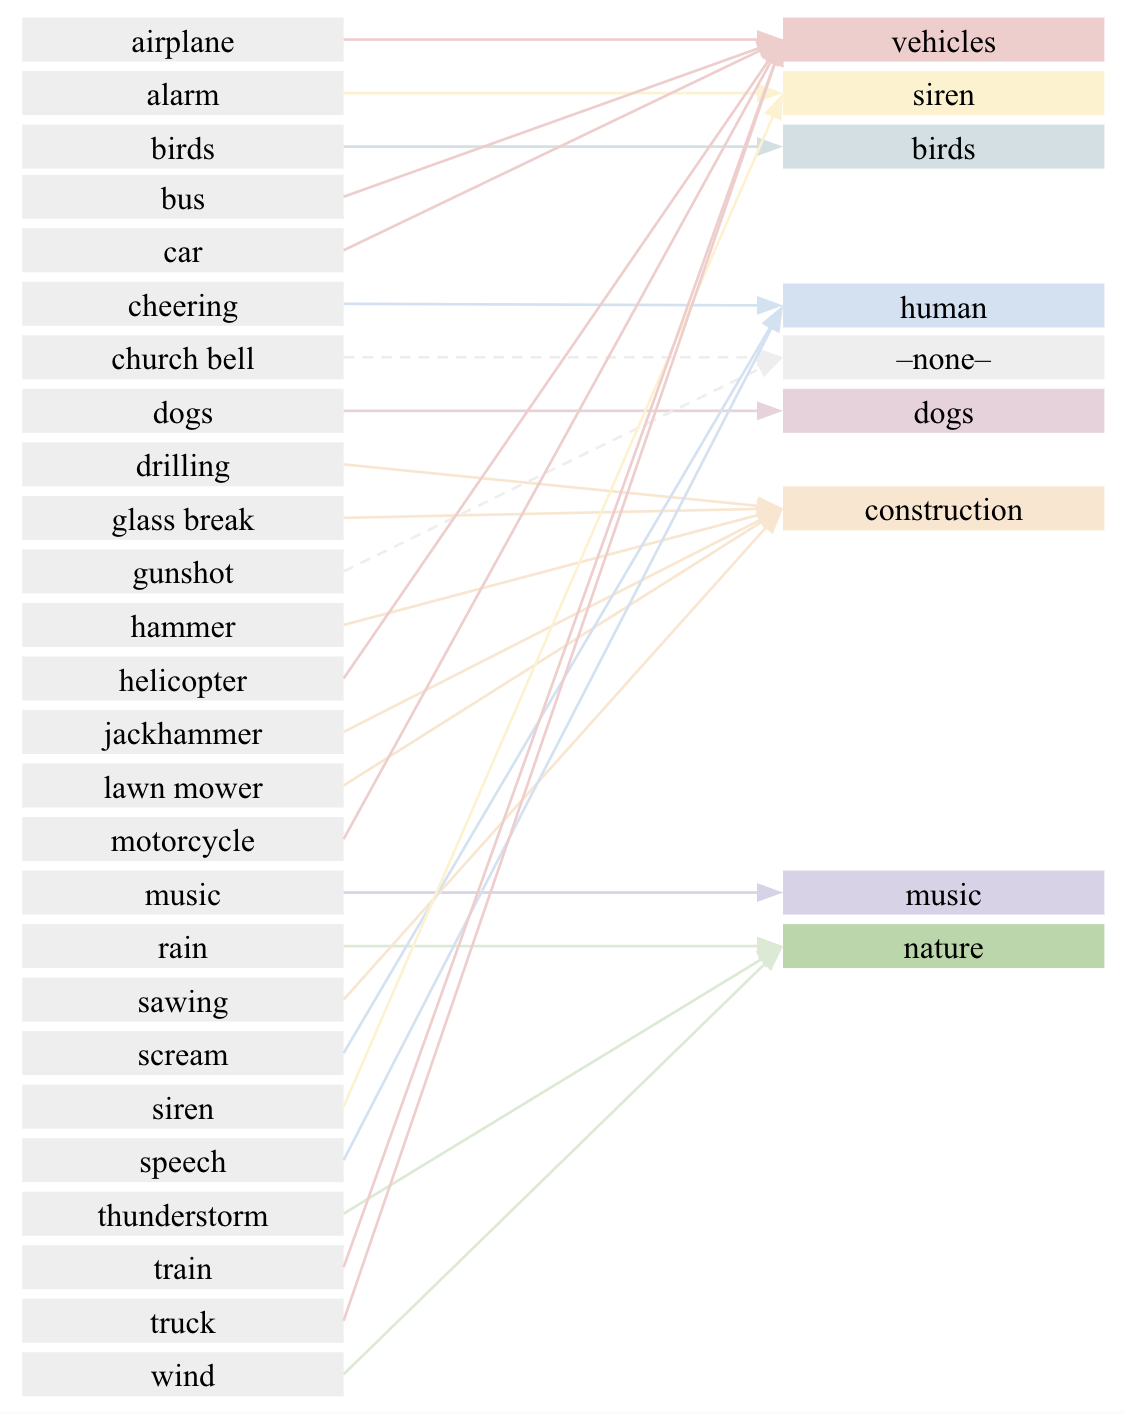 airplane
alarm
birds
bus
car
cheering
church bell
dogs
drilling
glass break
gunshot
hammer
helicopter
jackhammer
lawn mower
motorcycle
music
rain
sawing
scream
siren
speech
thunderstorm
train
truck
wind
vehicles
siren
birds
human
–none–
dogs
construction
music
nature